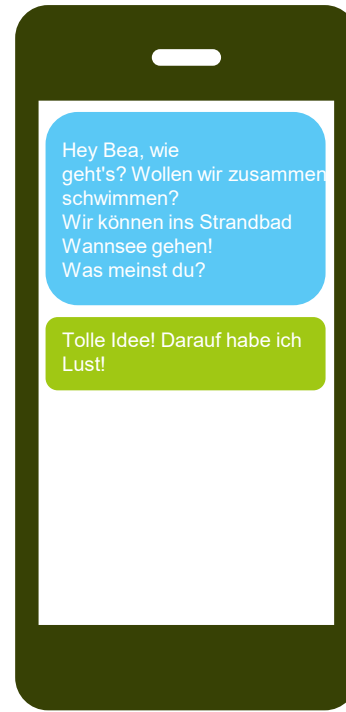 Hey Bea, wie
geht's? Wollen wir zusammen
schwimmen?
Wir können ins Strandbad
Wannsee gehen!
Was meinst du?
Tolle Idee! Darauf habe ich
Lust!